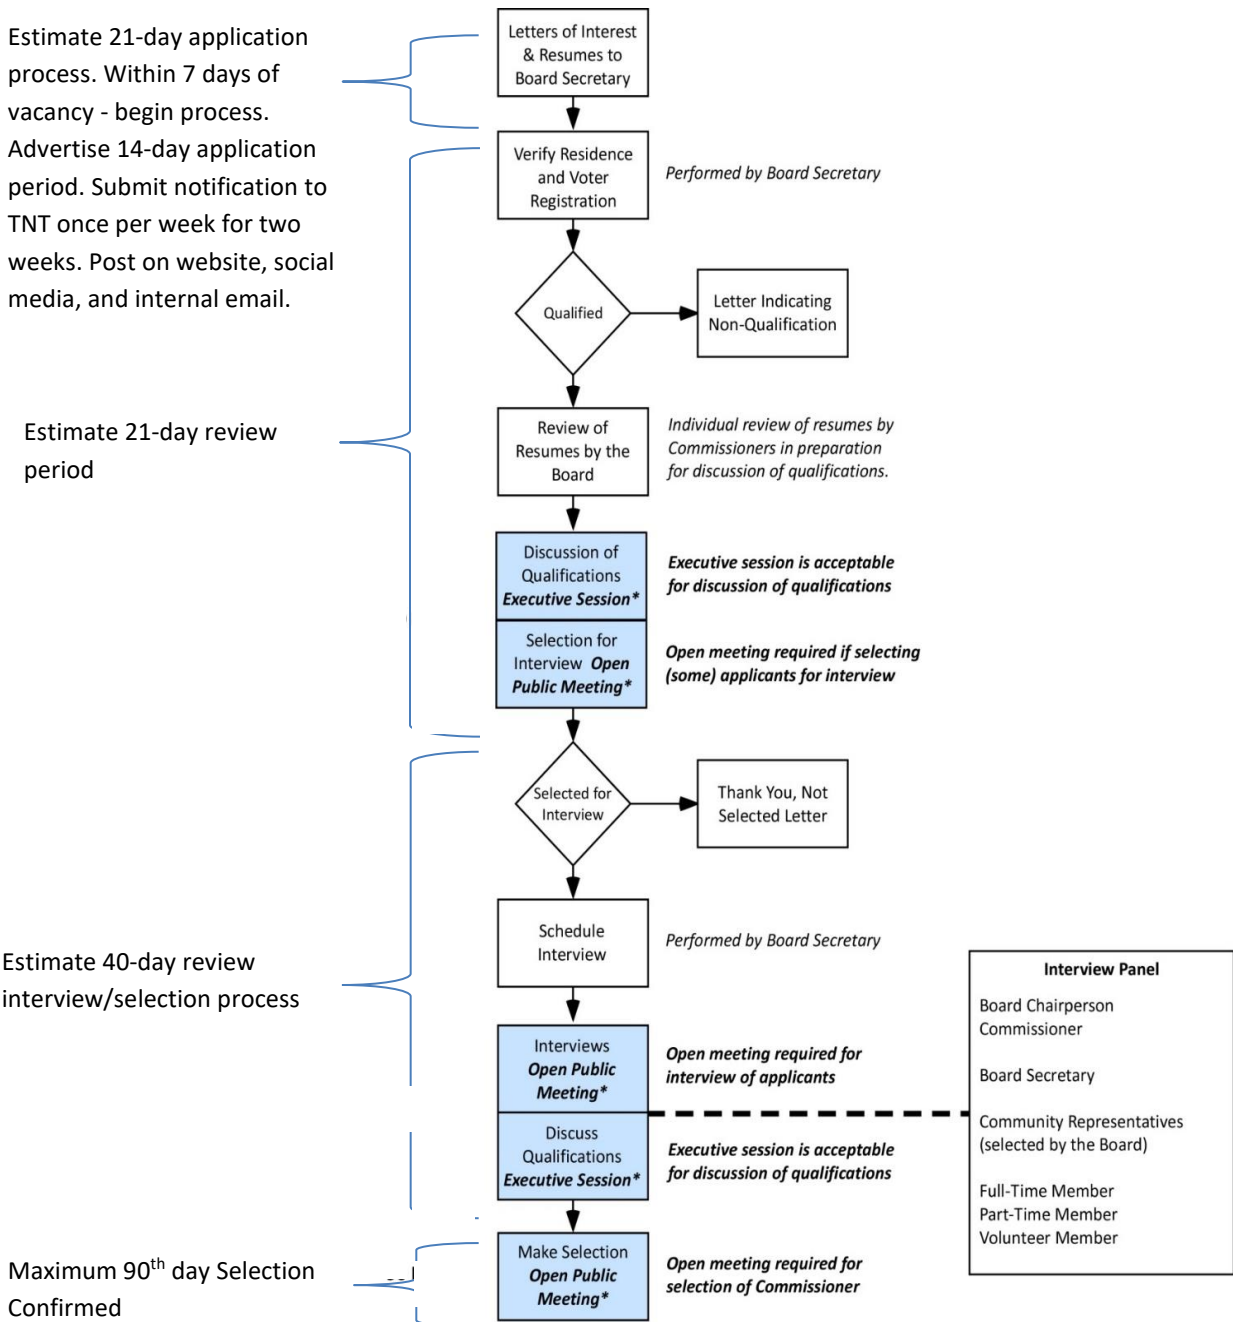 Estimate 21-day application
process. Within 7 days of
vacancy - begin process.
Advertise 14-day application
period. Submit notification to
TNT once per week for two
weeks. Post on website, social
media, and internal email.
Letters of Interest
& Resumes to
Board Secretary
Verify Residence
and Voter
Registration
Performed by Board Secretary
Qualified
Letter Indicating
Non-Qualification
Estimate 21-day review
period
Review of
Resumes by the
Board
Individual review of resumes by
Commissioners in preparation
for discussion of qualifications.
Discussion of
Qualifications
Executive Session*
Executive session is acceptable
for discussion of qualifications
Selection for
Interview Open
Public Meeting*
Open meeting required if selecting
(some) applicants for interview
Selected for
Interview
Thank You, Not
Selected Letter
Estimate 40-day review
interview/selection process
Schedule
Interview
Performed by Board Secretary
Interviews
Open Public
Meeting*
Open meeting required for
interview of applicants
Discuss
Qualifications
Executive Session*
Executive session is acceptable
for discussion of qualifications
Interview Panel
Board Chairperson
Commissioner
Board Secretary
Community Representatives
(selected by the Board)
Full-Time Member
Part-Time Member
Volunteer Member
Maximum 90th day Selection
Confirmed
Make Selection
Open Public
Meeting*
Open meeting required for
selection of Commissioner